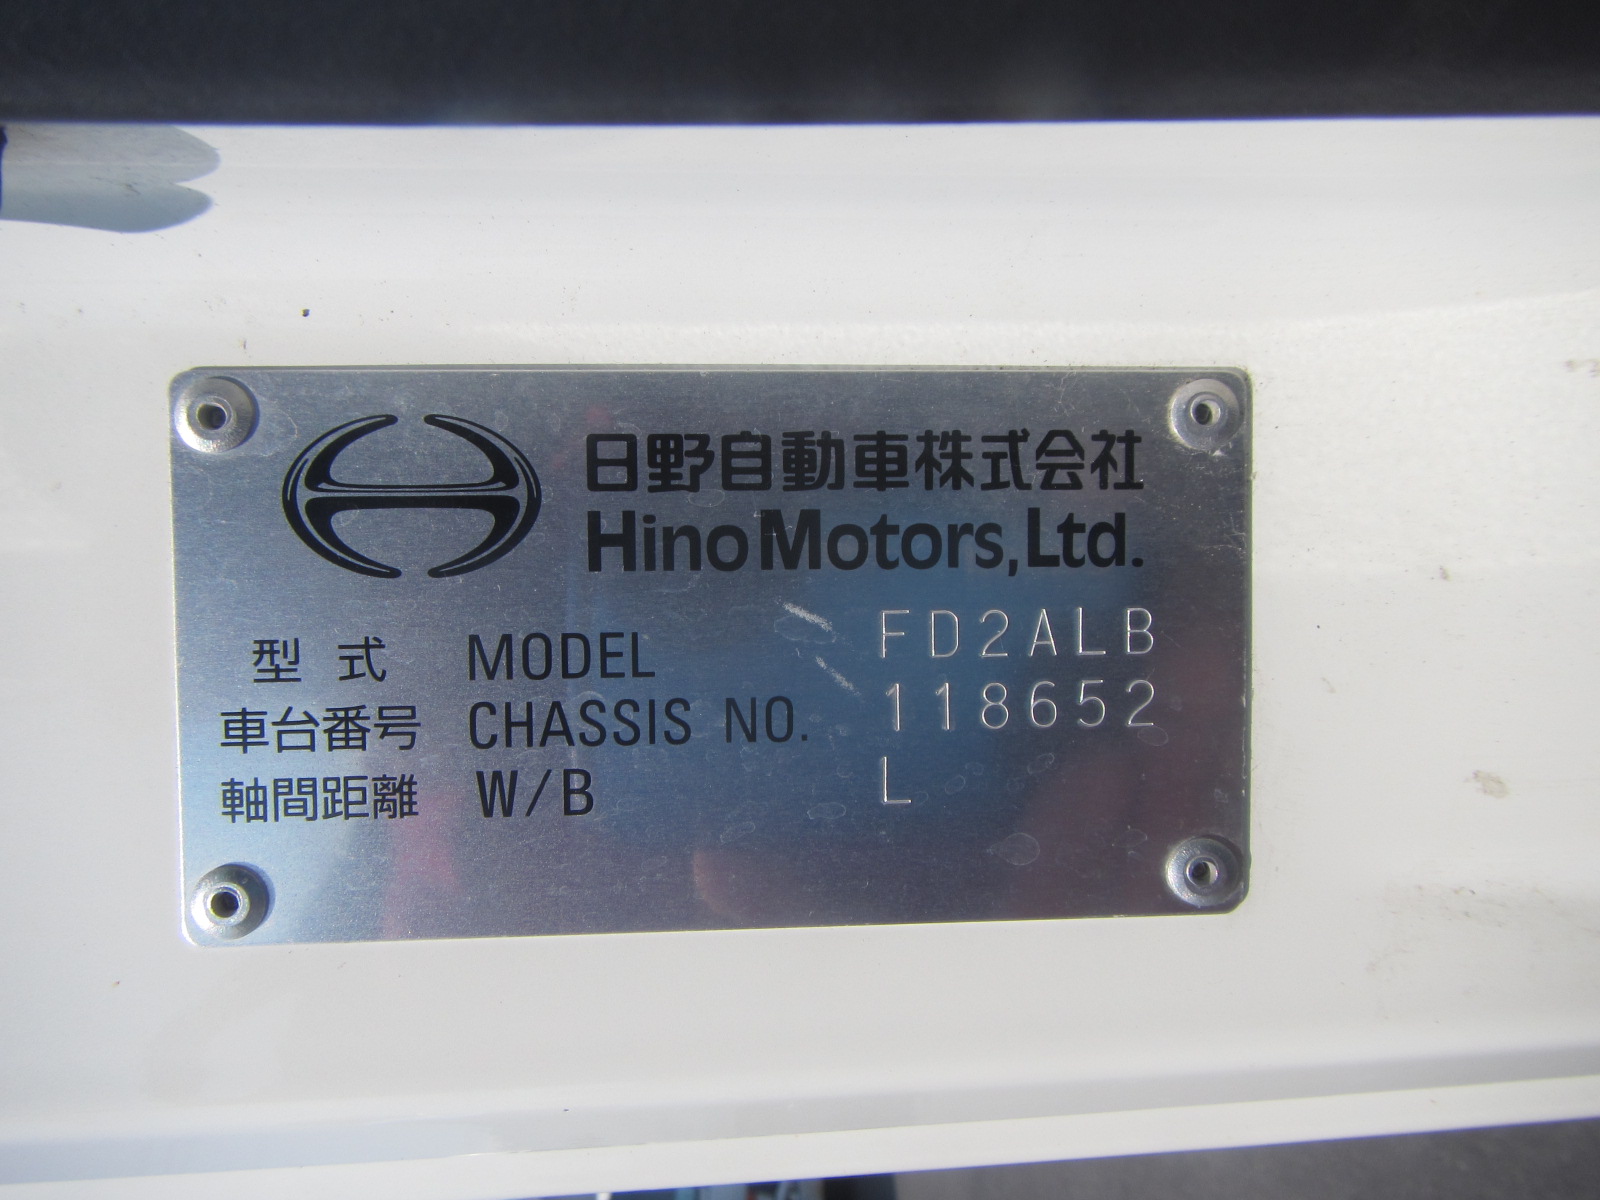 日野自動車株式会社
Hino Motors, Ltd.
型式 MODEL FD2ALB
車台番号 CHASSIS NO. 118652
軸間距離 W/B L